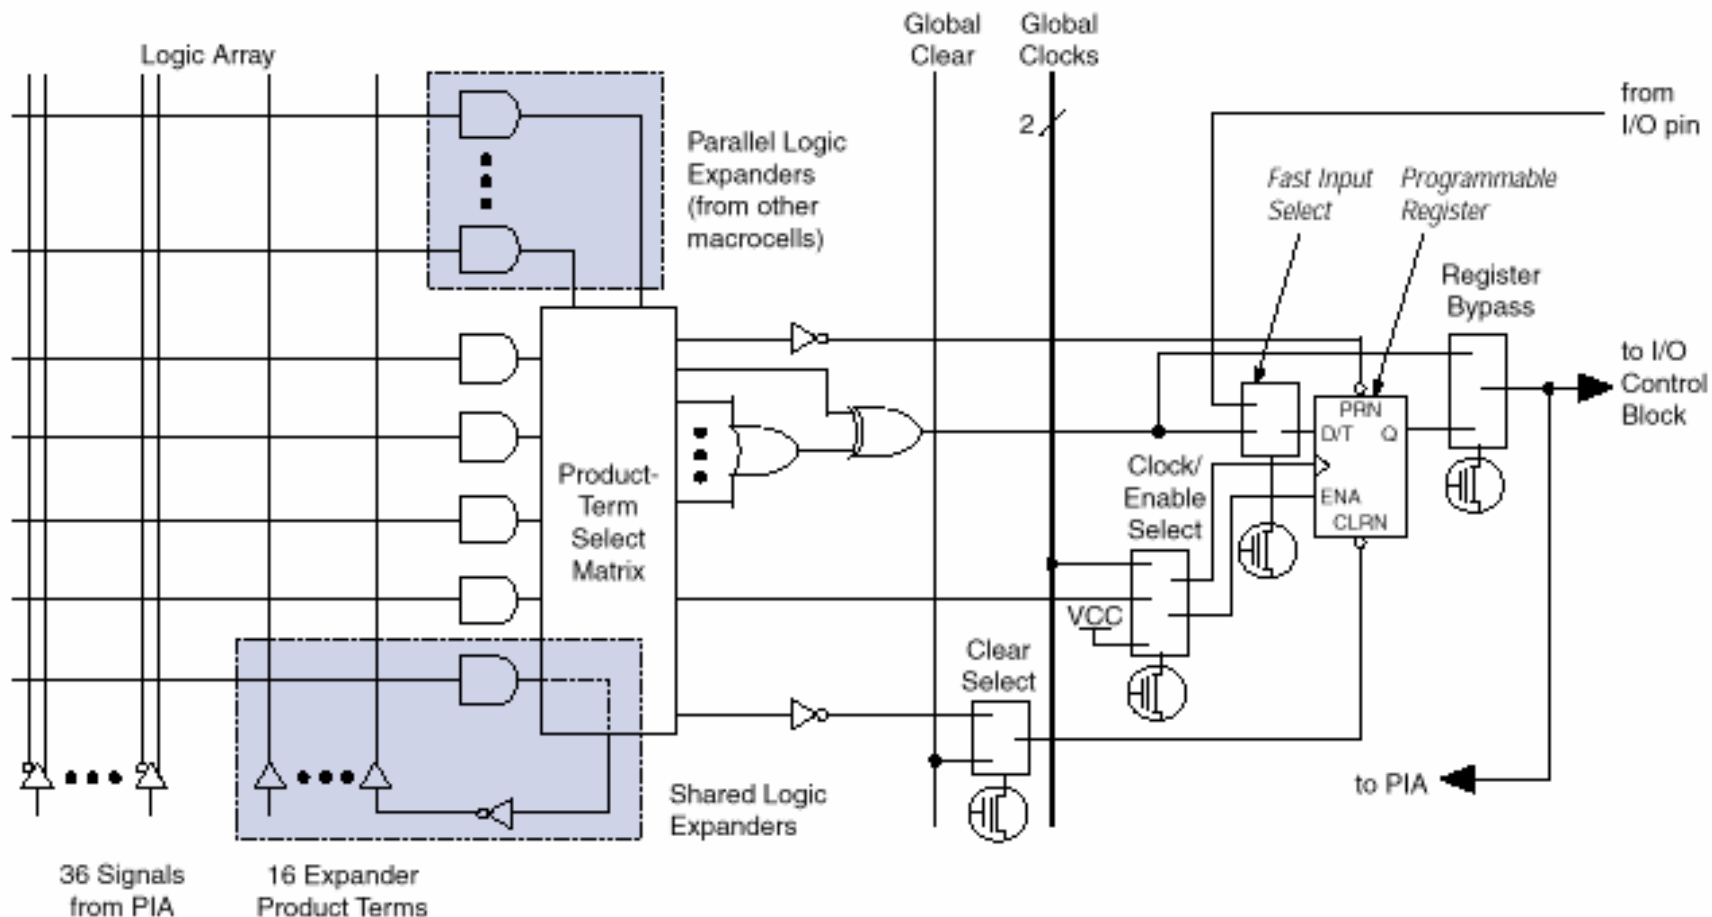 Logic Array
Global
Clear
Global
Clocks
2
from
I/O pin
Parallel Logic
Expanders
(from other
macrocells)
Fast Input
Select
Programmable
Register
Register
Bypass
to I/O
Control
Block
PRN
D/T
Q
ENA
CLRN
Clock/
Enable
Select
Product-
Term
Select
Matrix
VCC
Clear
Select
Shared Logic
Expanders
to PIA
36 Signals
from PIA
16 Expander
Product Terms